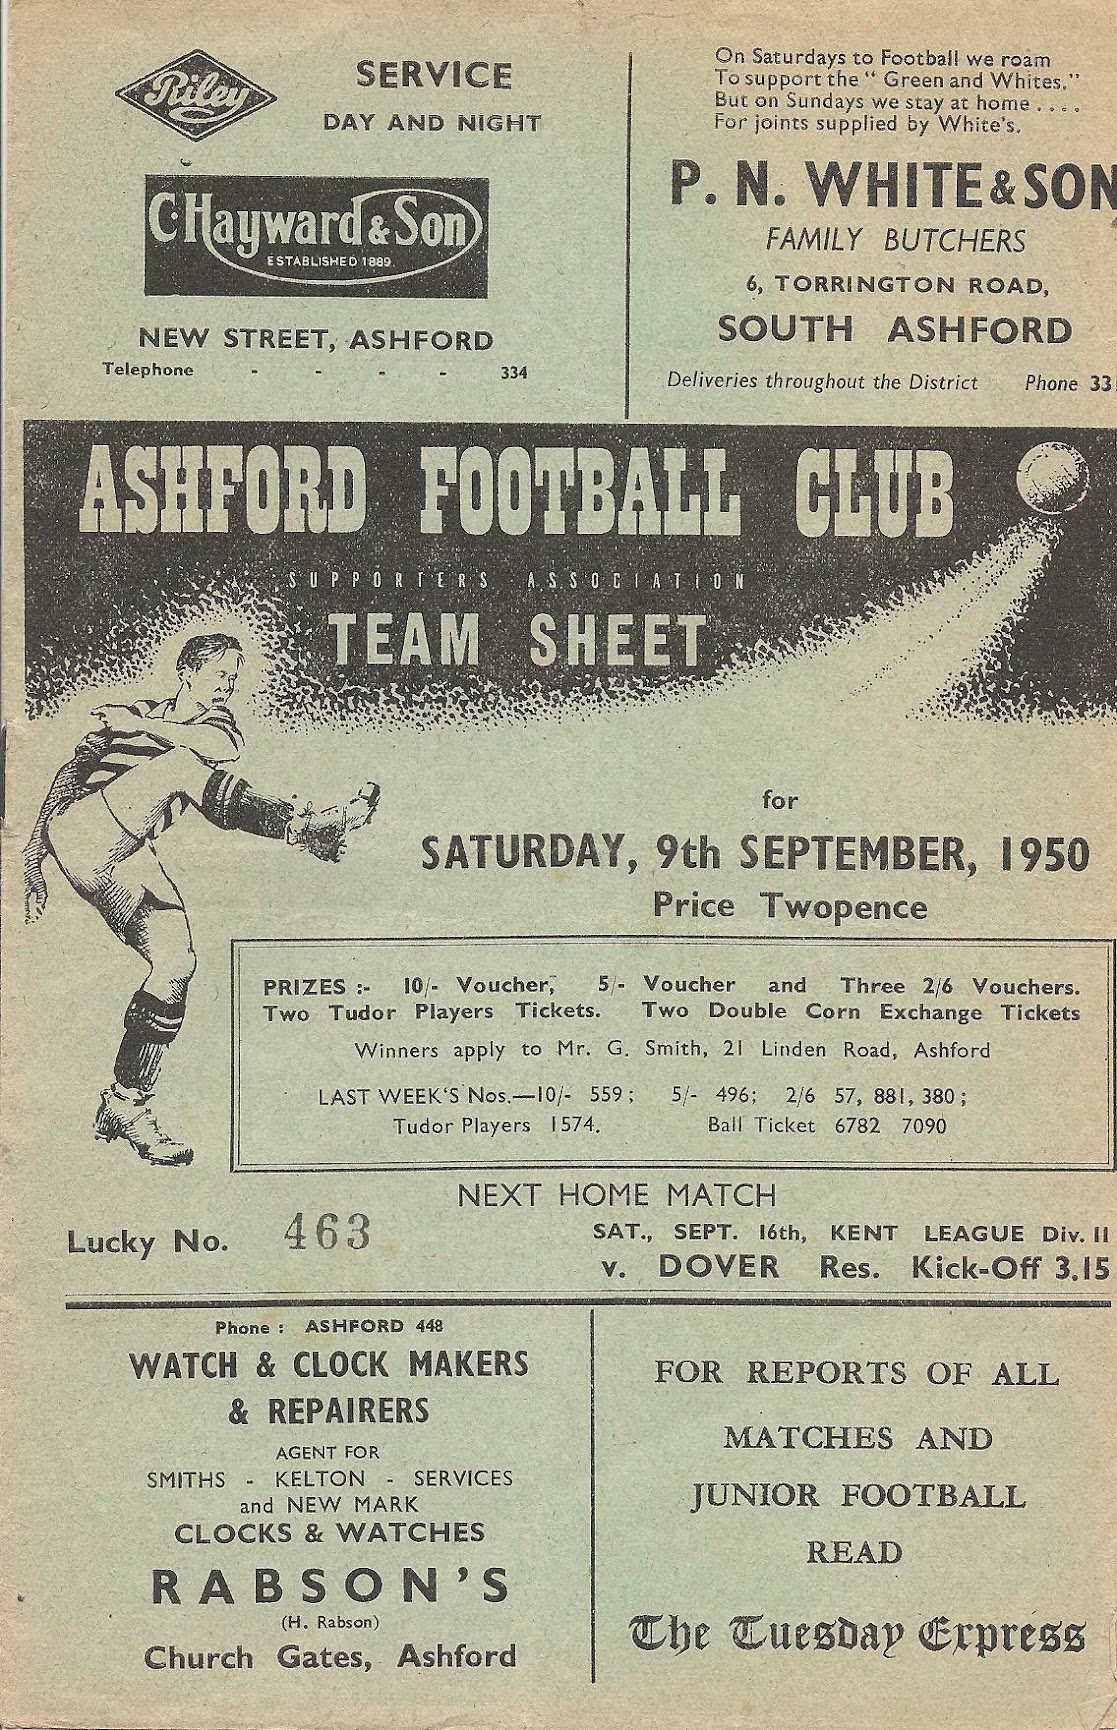 Riley
SERVICE
DAY AND NIGHT
C. Hayward & Son
ESTABLISHED 1889
NEW STREET, ASHFORD
Telephone - - - - 334
On Saturdays to Football we roam
To support the " Green and Whites."
But on Sundays we stay at home . . . .
For joints supplied by White's.
P. N. WHITE & SON
FAMILY BUTCHERS
6, TORRINGTON ROAD,
SOUTH ASHFORD
Deliveries throughout the District Phone 33
ASHFORD FOOTBALL CLUB
SUPPORTERS ASSOCIATION
TEAM SHEET
for
SATURDAY, 9th SEPTEMBER, 1950
Price Twopence
PRIZES :- 10/- Voucher, 5/- Voucher and Three 2/6 Vouchers.
Two Tudor Players Tickets. Two Double Corn Exchange Tickets
Winners apply to Mr. G. Smith, 21 Linden Road, Ashford
LAST WEEK'S Nos.—10/- 559; 5/- 496; 2/6 57, 881, 380;
Tudor Players 1574. Ball Ticket 6782 7090
NEXT HOME MATCH
Lucky No. 463
SAT., SEPT. 16th, KENT LEAGUE Div. II
v. DOVER Res. Kick-Off 3.15
Phone : ASHFORD 448
WATCH & CLOCK MAKERS
& REPAIRERS
AGENT FOR
SMITHS - KELTON - SERVICES
and NEW MARK
CLOCKS & WATCHES
RABSON'S
(H. Rabson)
Church Gates, Ashford
FOR REPORTS OF ALL
MATCHES AND
JUNIOR FOOTBALL
READ
The Tuesday Express